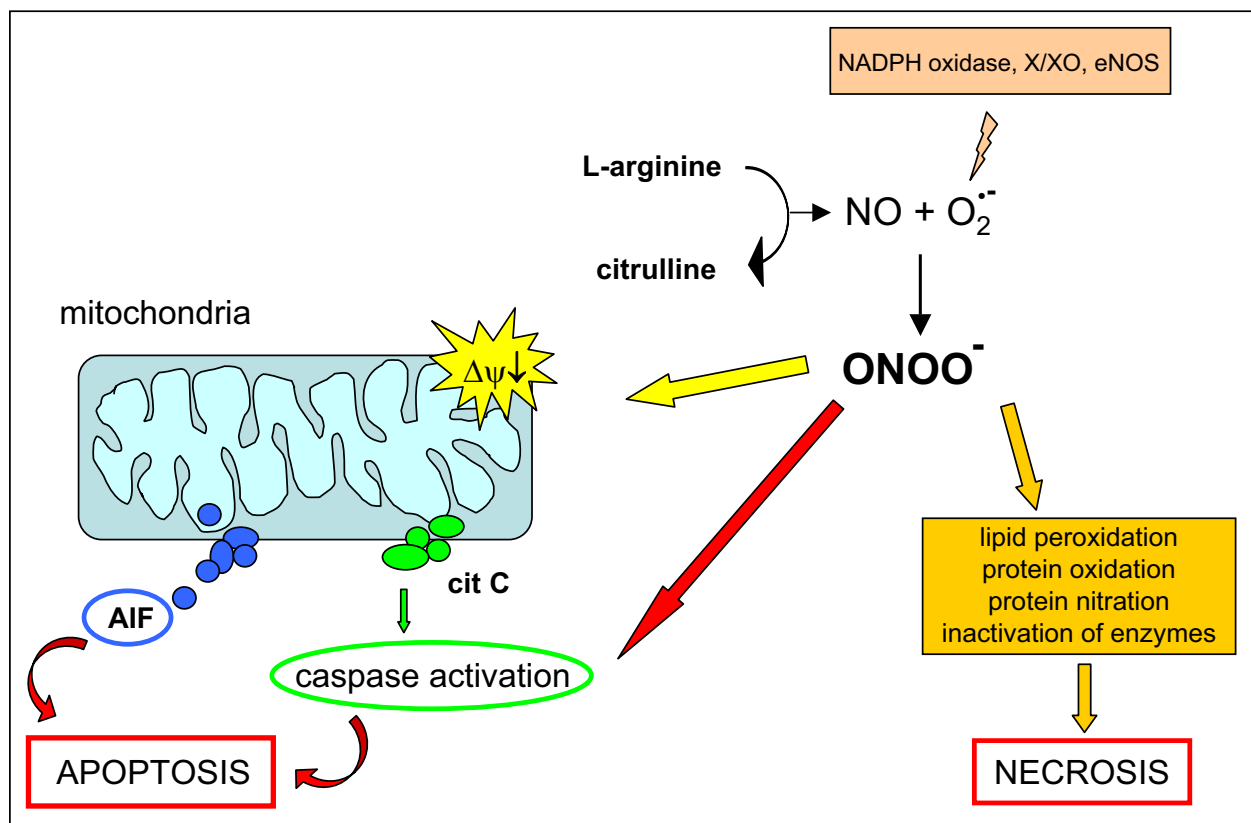 NADPH oxidase, X/XO, eNOS
L-arginine
NO + O₂•⁻
citrulline
mitochondria
Δψ↓
ONOO⁻
lipid peroxidation
protein oxidation
protein nitration
inactivation of enzymes
cit C
AIF
caspase activation
APOPTOSIS
NECROSIS